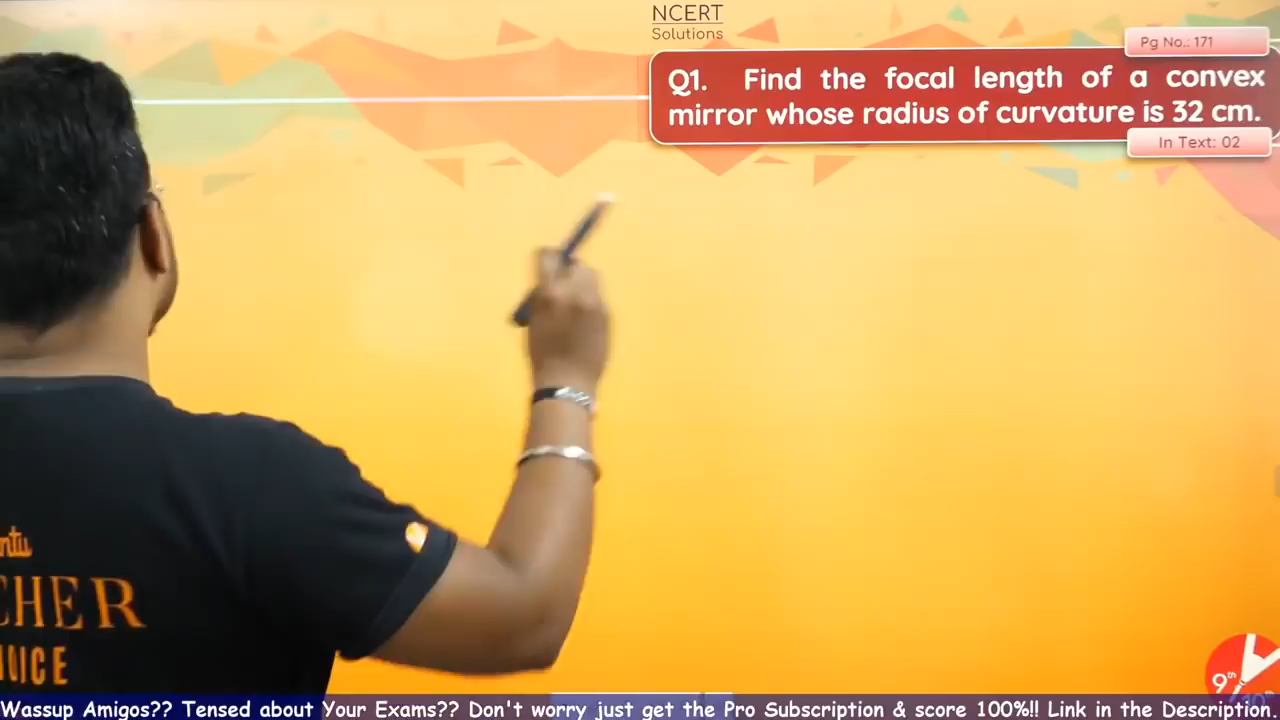 NCERT
Solutions
Pg No.: 171
Q1. Find the focal length of a convex
mirror whose radius of curvature is 32 cm.
In Text: 02
CHER
9th
Wassup Amigos?? Tensed about Your Exams?? Don't worry just get the Pro Subscription & score 100%!! Link in the Description